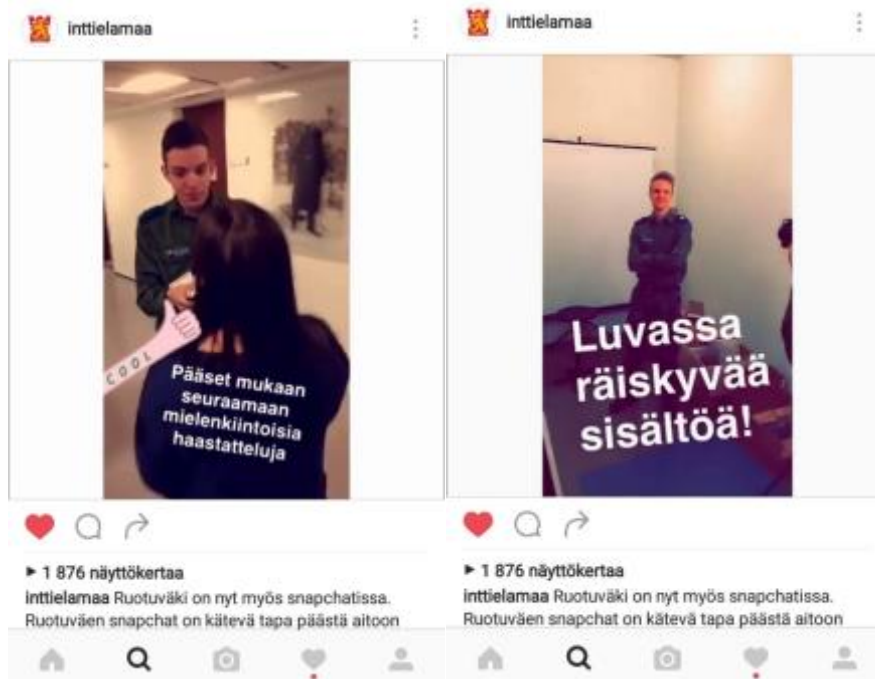 inttielamaa
COOL
Pääset mukaan
seuraamaan
mielenkiintoisia
haastatteluja
1 876 näyttökertaa
inttielamaa Ruotuväki on nyt myös snapchatissa.
Ruotuväen snapchat on kätevä tapa päästä aitoon
inttielamaa
Luvassa
räiskyvää
sisältöä!
1 876 näyttökertaa
inttielamaa Ruotuväki on nyt myös snapchatissa.
Ruotuväen snapchat on kätevä tapa päästä aitoon